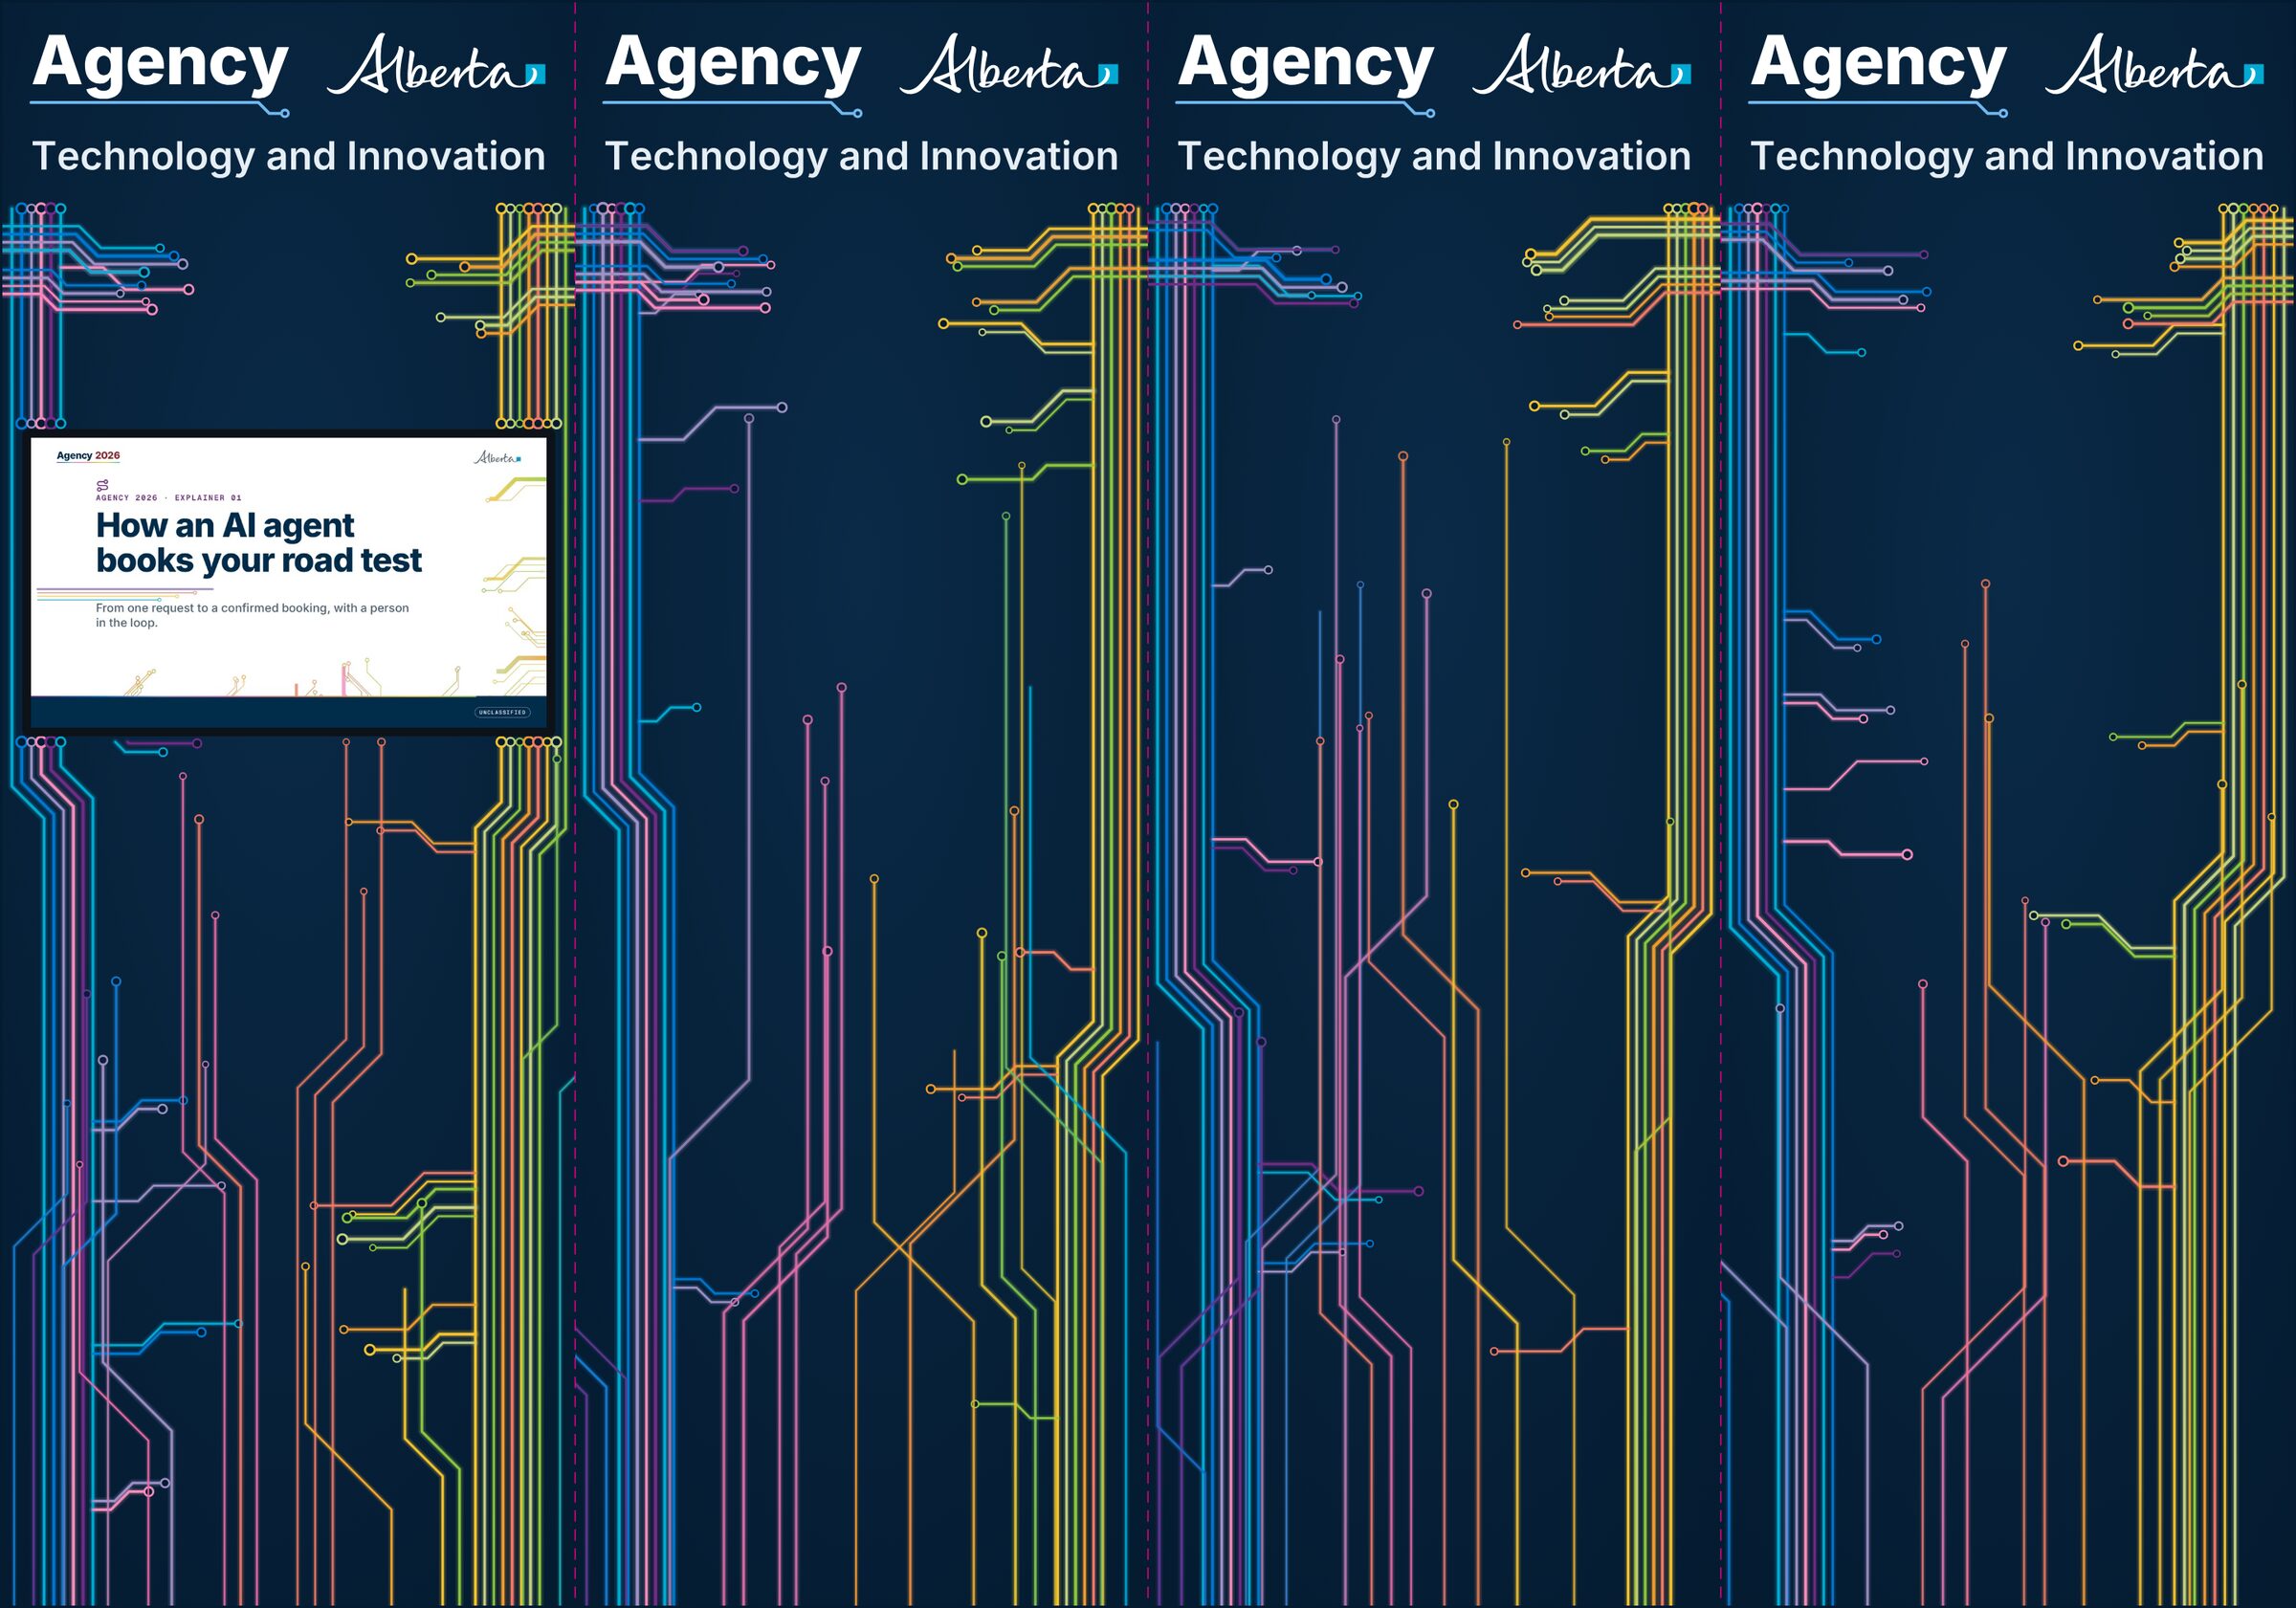 Agency Alberta
Technology and Innovation
Agency 2026 Alberta
AGENCY 2026 · EXPLAINER 01
How an AI agent
books your road test
From one request to a confirmed booking, with a person
in the loop.
UNCLASSIFIED
Agency Alberta
Technology and Innovation
Agency Alberta
Technology and Innovation
Agency Alberta
Technology and Innovation